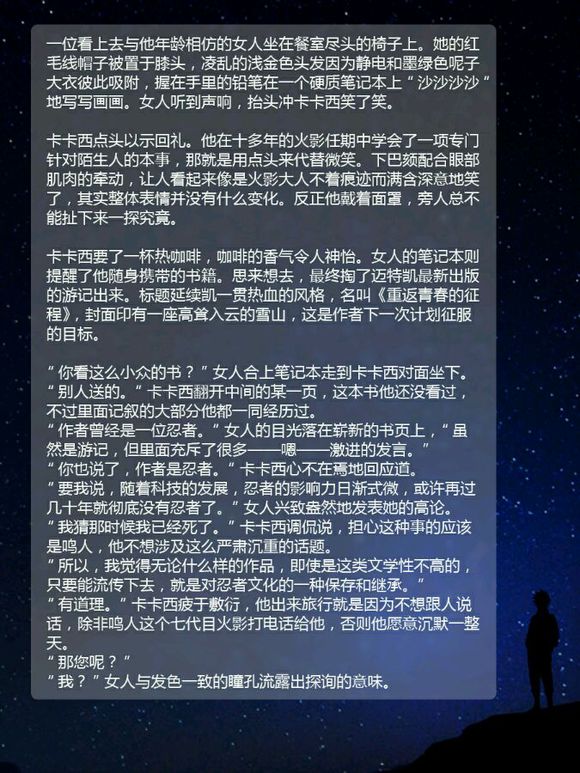 一位看上去与他年龄相仿的女人坐在餐室尽头的椅子上。她的红
毛线帽子被置于膝头，凌乱的浅金色头发因为静电和墨绿色呢子
大衣彼此吸附，握在手里的铅笔在一个硬质笔记本上“沙沙沙沙”
地写写画画。女人听到声响，抬头冲卡卡西笑了笑。
卡卡西点头以示回礼。他在十多年的火影任期中学会了一项专门
针对陌生人的本事，那就是用点头来代替微笑。下巴颏配合眼部
肌肉的牵动，让人看起来像是火影大人不着痕迹而满含深意地笑
了，其实整体表情并没有什么变化。反正他戴着面罩，旁人总不
能扯下来一探究竟。
卡卡西要了一杯热咖啡，咖啡的香气令人神怡。女人的笔记本则
提醒了他随身携带的书籍。思来想去，最终掏了迈特凯最新出版
的游记出来。标题延续凯一贯热血的风格，名叫《重返青春的征
程》，封面印有一座高耸入云的雪山，这是作者下一次计划征服
的目标。
“你看这么小众的书？”女人合上笔记本走到卡卡西对面坐下。
“别人送的。”卡卡西翻开中间的某一页，这本书他还没看过，
不过里面记叙的大部分他都一同经历过。
“作者曾经是一位忍者。”女人的目光落在崭新的书页上，“虽
然是游记，但里面充斥了很多——嗯——激进的发言。”
“你也说了，作者是忍者。”卡卡西心不在焉地回应道。
“要我说，随着科技的发展，忍者的影响力日渐式微，或许再过
几十年就彻底没有忍者了。”女人兴致盎然地发表她的高论。
“我猜那时候我已经死了。”卡卡西调侃说，担心这种事的应该
是鸣人，他不想涉及这么严肃沉重的话题。
“所以，我觉得无论什么样的作品，即使是这类文学性不高的，
只要能流传下去，就是对忍者文化的一种保存和继承。”
“有道理。”卡卡西疲于敷衍，他出来旅行就是因为不想跟人说
话，除非鸣人这个七代目火影打电话给他，否则他愿意沉默一整
天。
“那您呢？”
“我？”女人与发色一致的瞳孔流露出探询的意味。